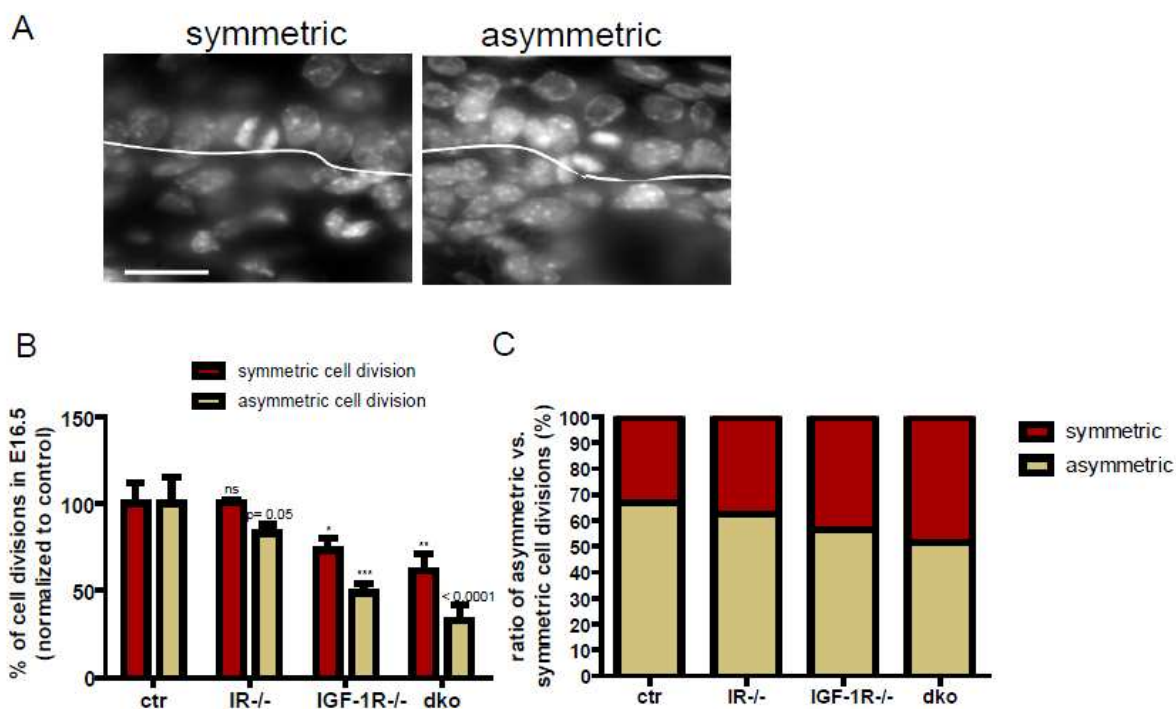 A
symmetric asymmetric
B
symmetric cell division
asymmetric cell division
% of cell divisions in E16.5
(normalized to control)
150
100
50
0
ns
p= 0.05
*
***
**
< 0.0001
ctr IR-/- IGF-1R-/- dko
C
ratio of asymmetric vs.
symmetric cell divisions (%)
100
90
80
70
60
50
40
30
20
10
0
ctr IR-/- IGF-1R-/- dko
symmetric
asymmetric